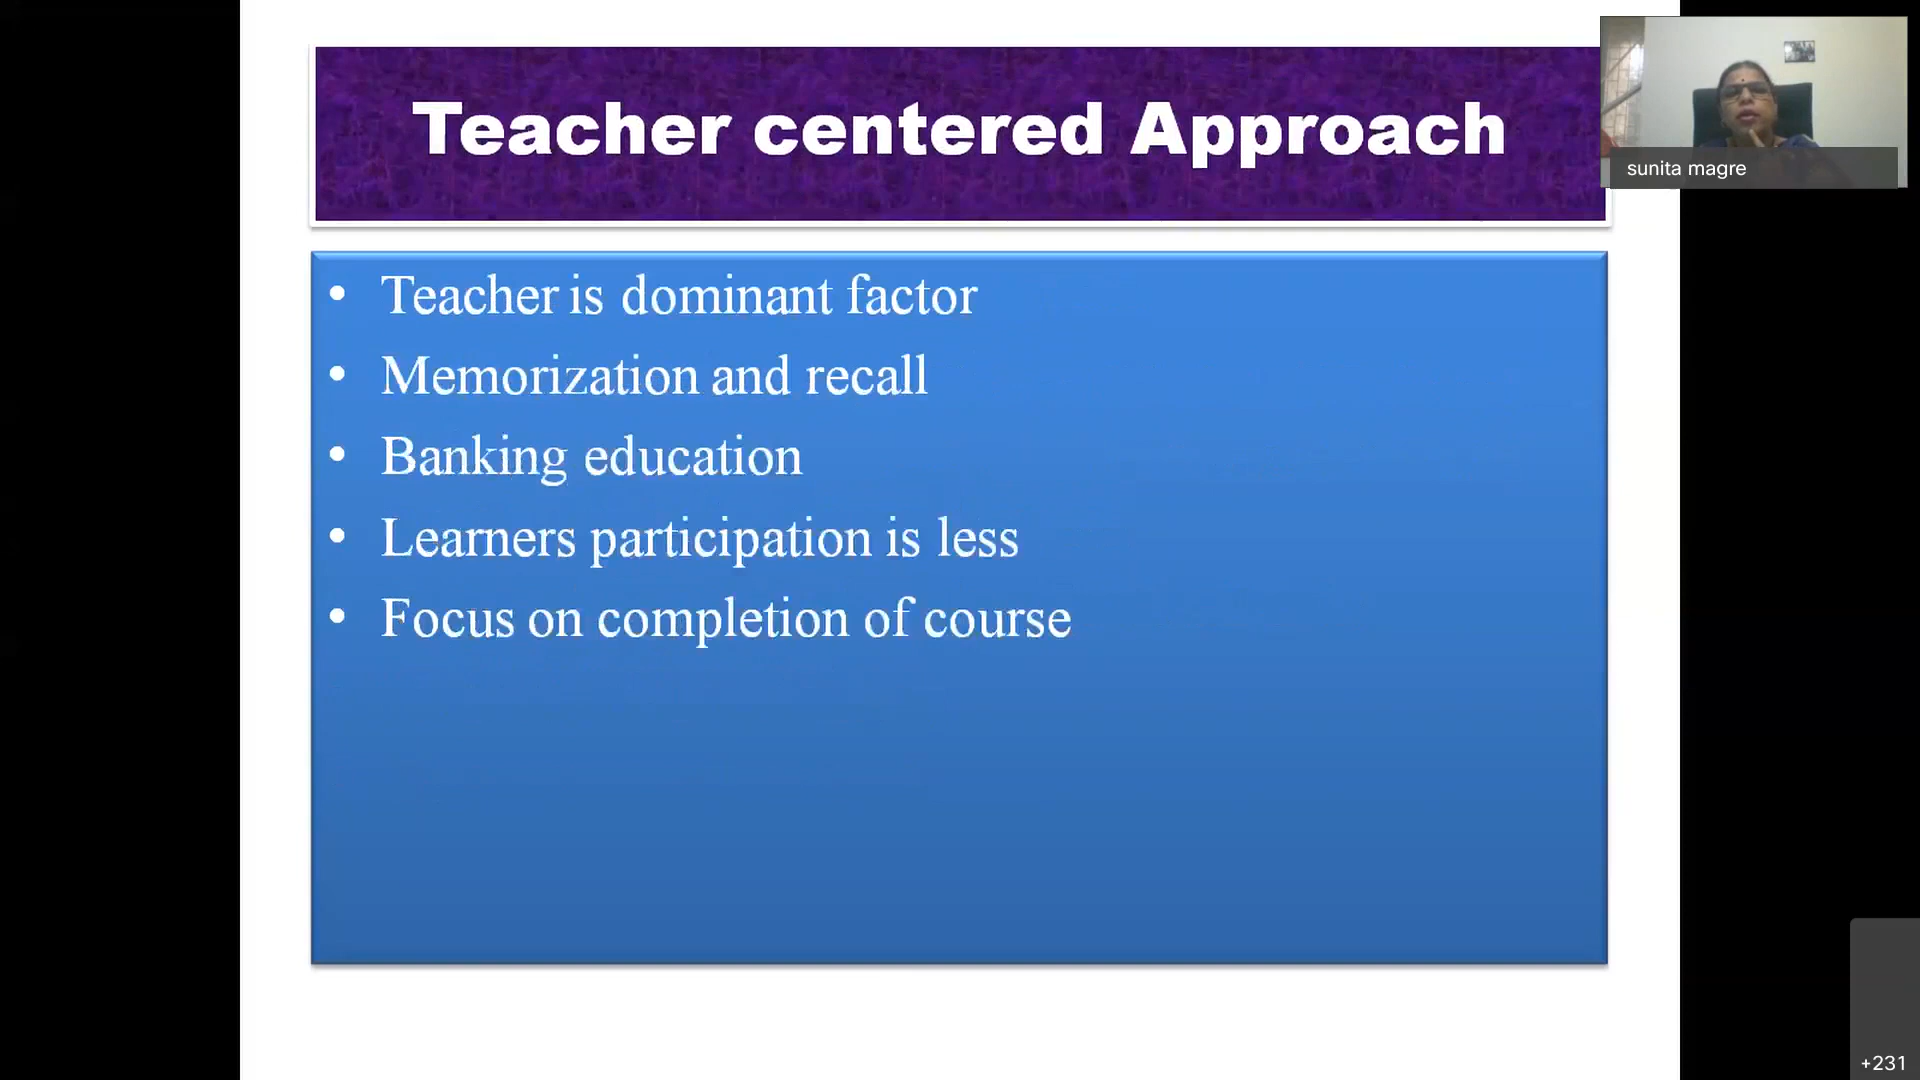 Teacher centered Approach
sunita magre
• Teacher is dominant factor
• Memorization and recall
• Banking education
• Learners participation is less
• Focus on completion of course
+231